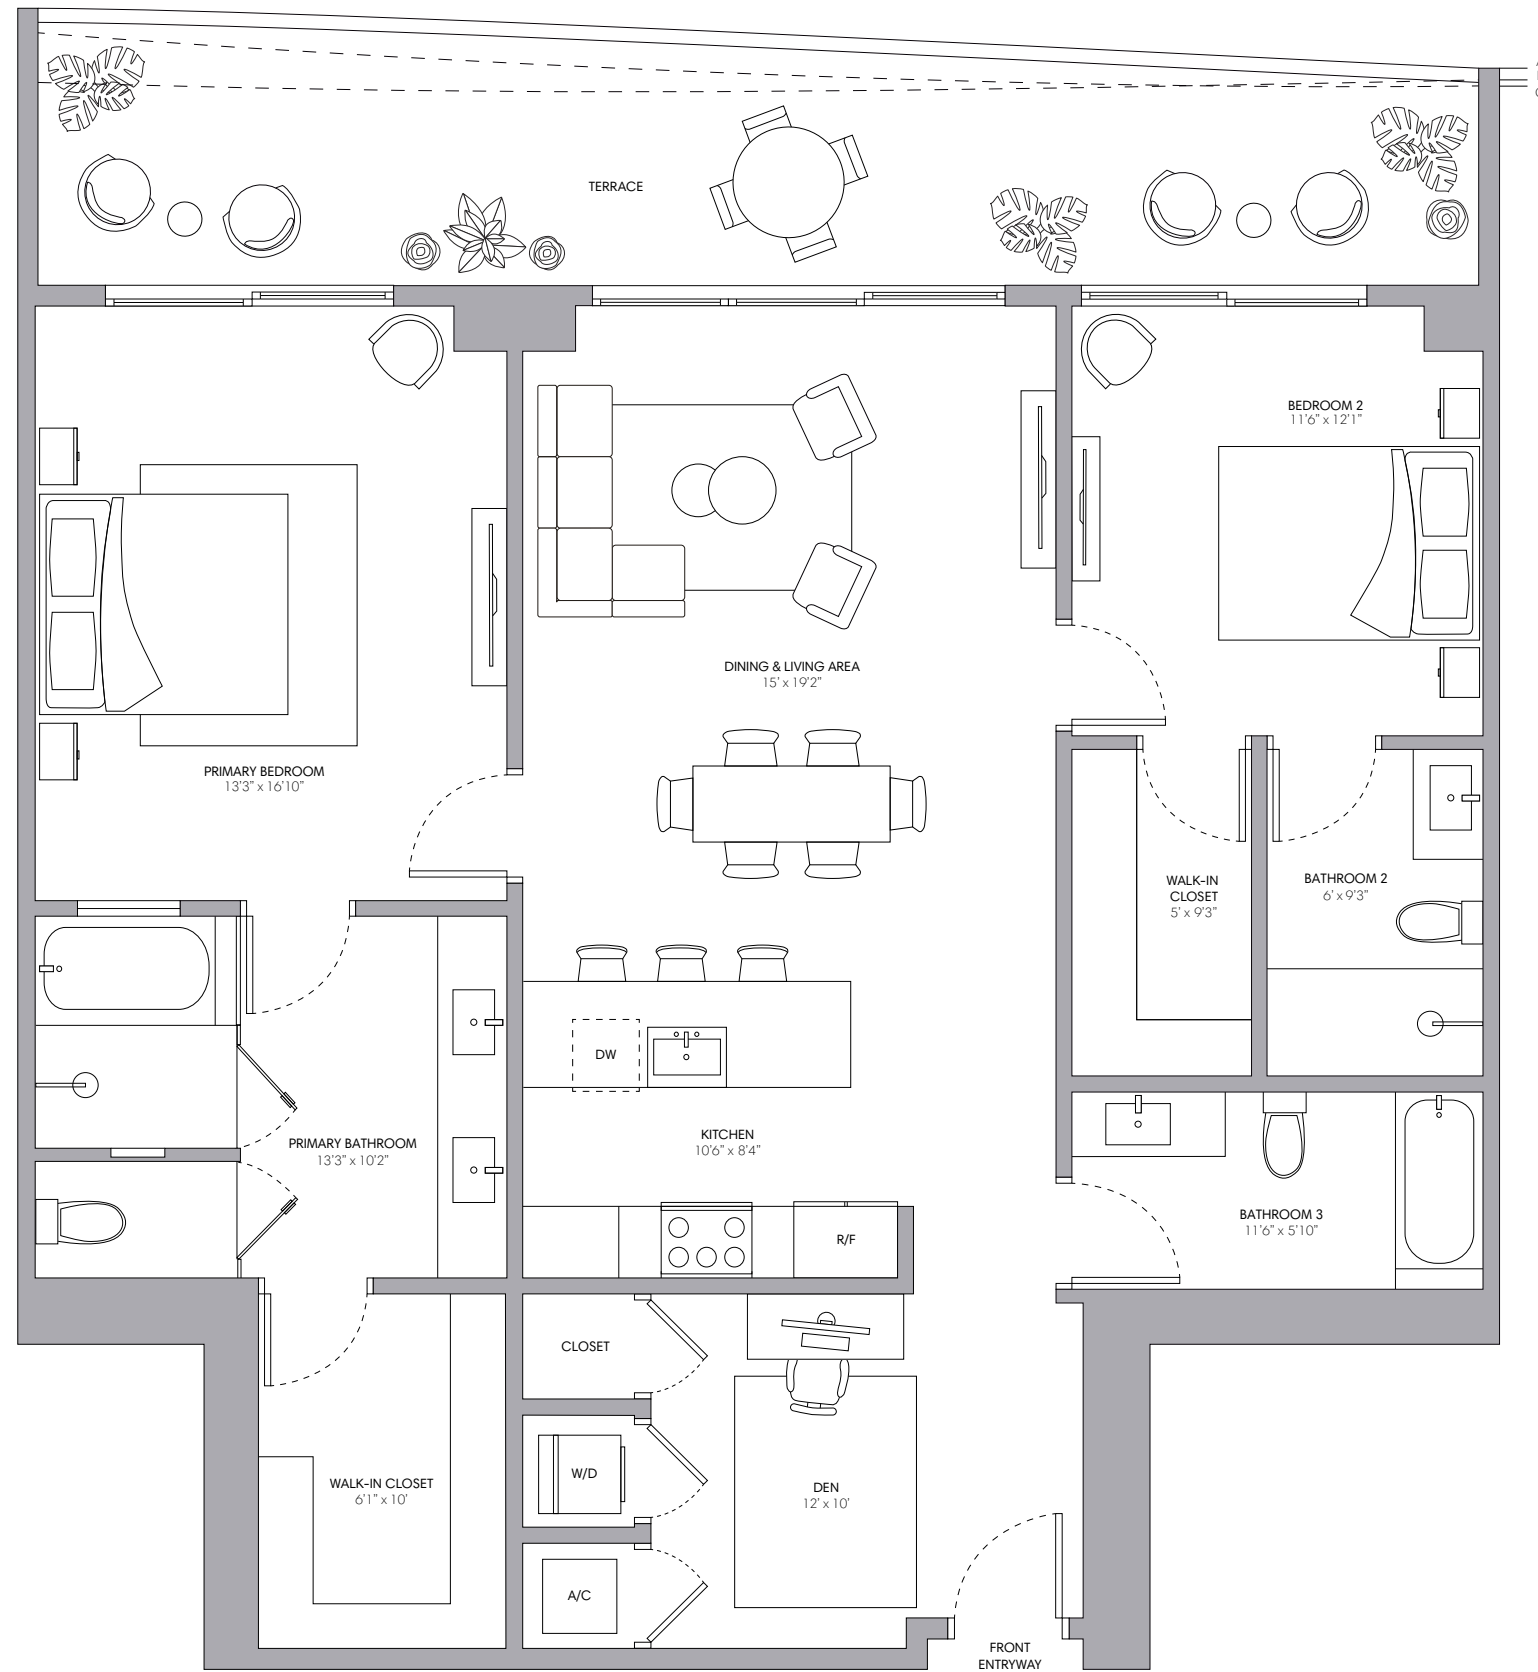 TERRACE
BEDROOM 2
11'6" x 12'1"
DINING & LIVING AREA
15' x 19'2"
PRIMARY BEDROOM
13'3" x 16'10"
WALK-IN
CLOSET
5' x 9'3"
BATHROOM 2
6' x 9'3"
DW
KITCHEN
10'6" x 8'4"
PRIMARY BATHROOM
13'3" x 10'2"
BATHROOM 3
11'6" x 5'10"
R/F
CLOSET
W/D
WALK-IN CLOSET
6'1" x 10'
DEN
12' x 10'
A/C
FRONT
ENTRYWAY